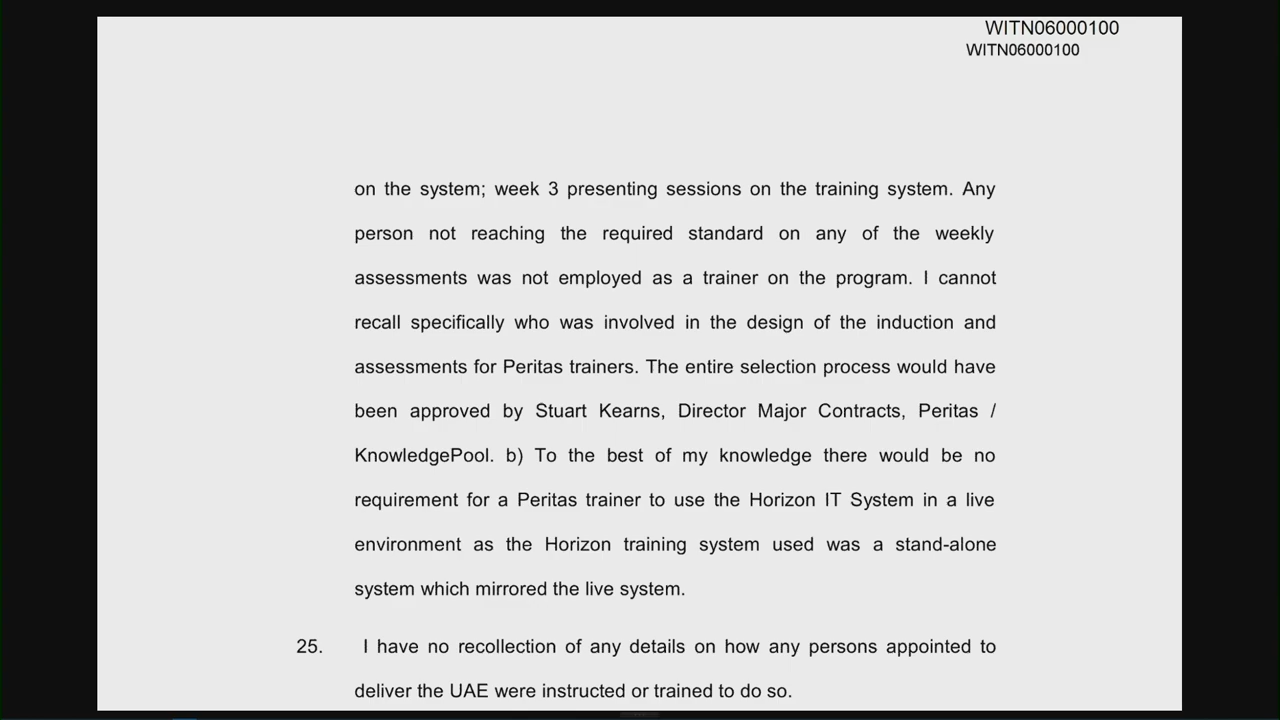 WITN06000100
WITN06000100
on the system; week 3 presenting sessions on the training system. Any
person not reaching the required standard on any of the weekly
assessments was not employed as a trainer on the program. I cannot
recall specifically who was involved in the design of the induction and
assessments for Peritas trainers. The entire selection process would have
been approved by Stuart Kearns, Director Major Contracts, Peritas /
KnowledgePool. b) To the best of my knowledge there would be no
requirement for a Peritas trainer to use the Horizon IT System in a live
environment as the Horizon training system used was a stand-alone
system which mirrored the live system.
25. I have no recollection of any details on how any persons appointed to
deliver the UAE were instructed or trained to do so.